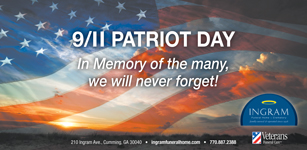 9/11 PATRIOT DAY
In Memory of the many,
we will never forget!
INGRAM
210 Ingram Ave., Cumming, GA 30040 • ingramfuneralhome.com • 770.887.2388
Veterans